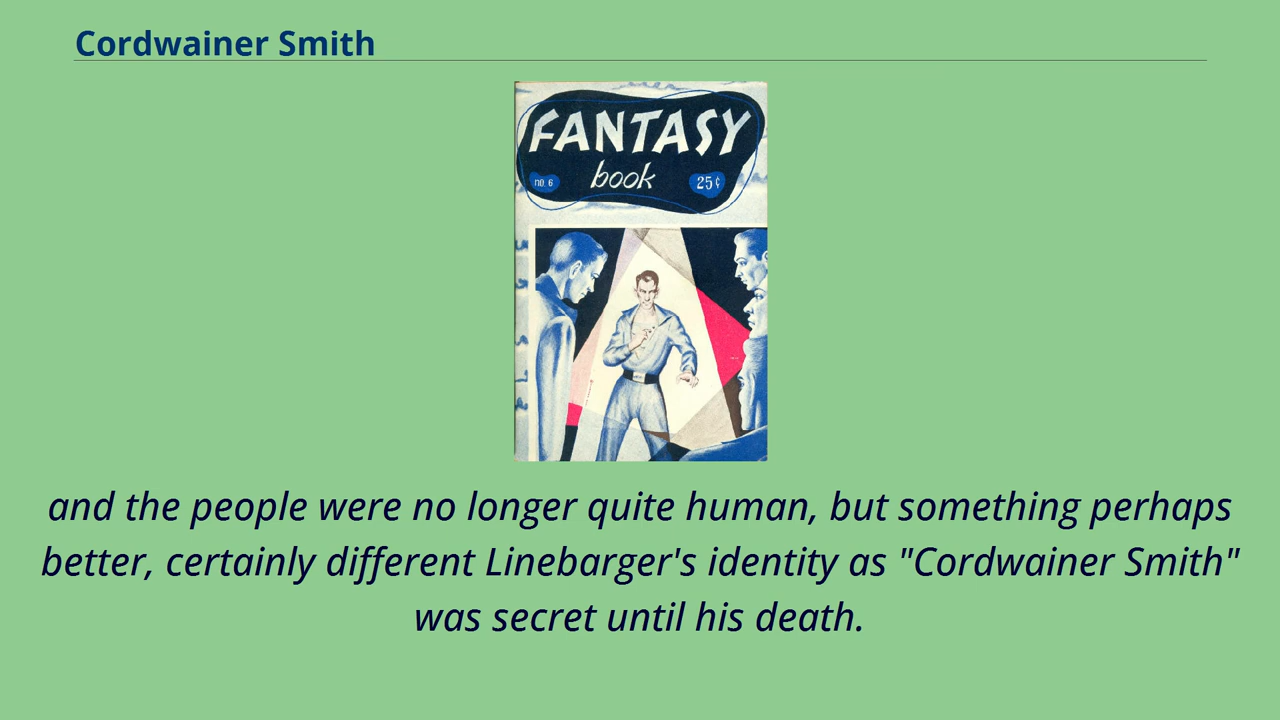 Cordwainer Smith
FANTASY
book
no. 6
25¢
and the people were no longer quite human, but something perhaps
better, certainly different Linebarger's identity as "Cordwainer Smith"
was secret until his death.